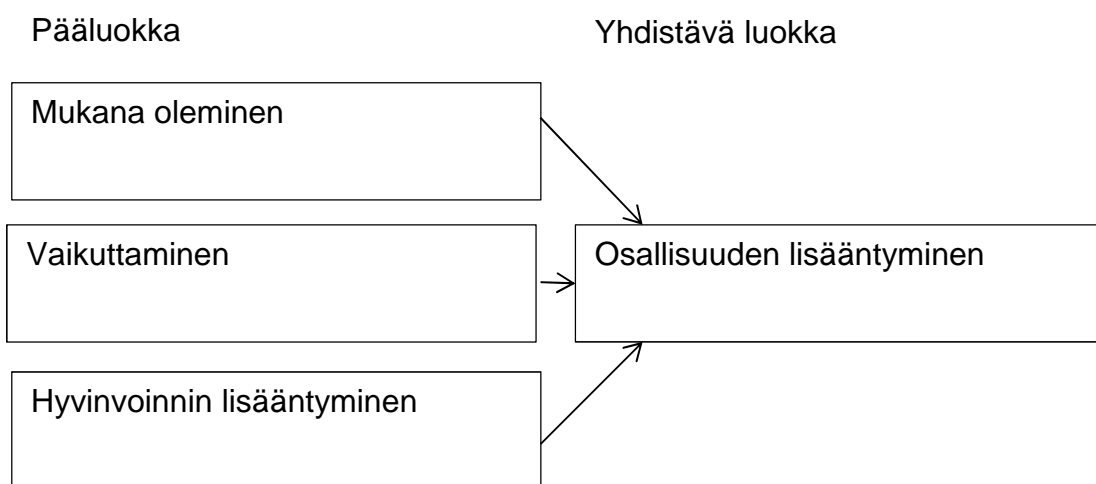 Pääluokka
Yhdistävä luokka
Mukana oleminen
Vaikuttaminen
Osallisuuden lisääntyminen
Hyvinvoinnin lisääntyminen